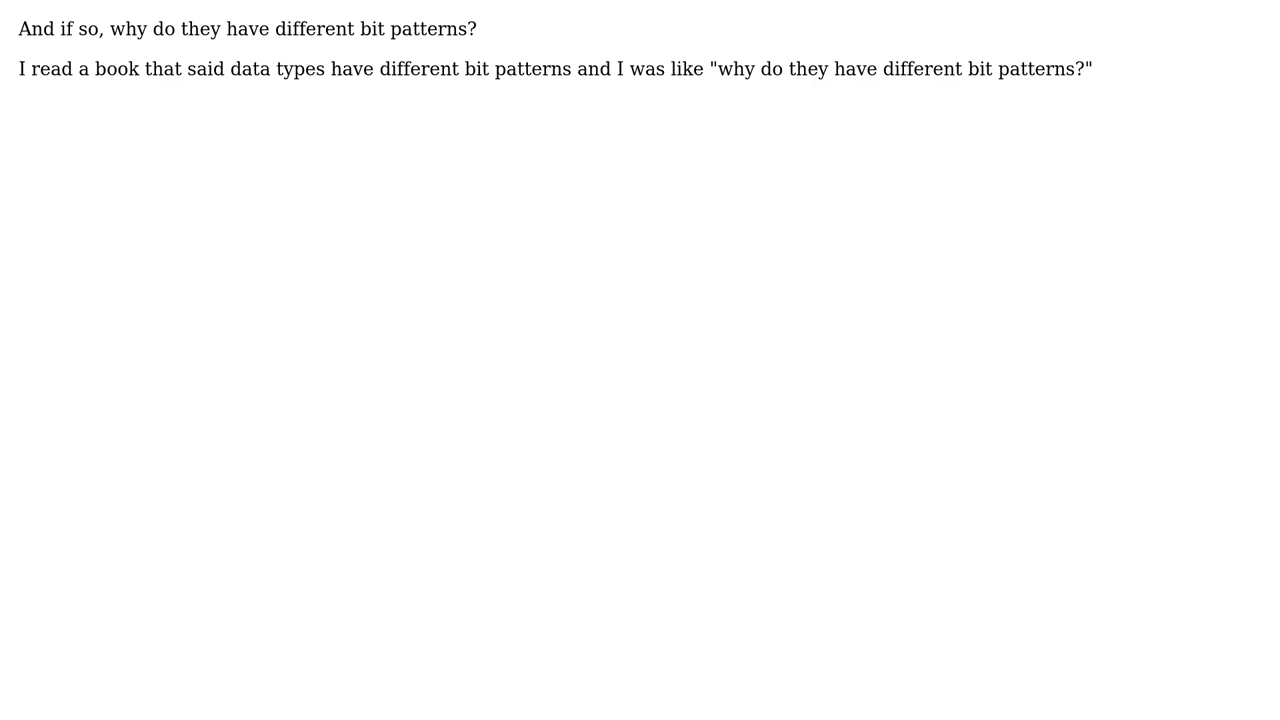 And if so, why do they have different bit patterns?
I read a book that said data types have different bit patterns and I was like "why do they have different bit patterns?"